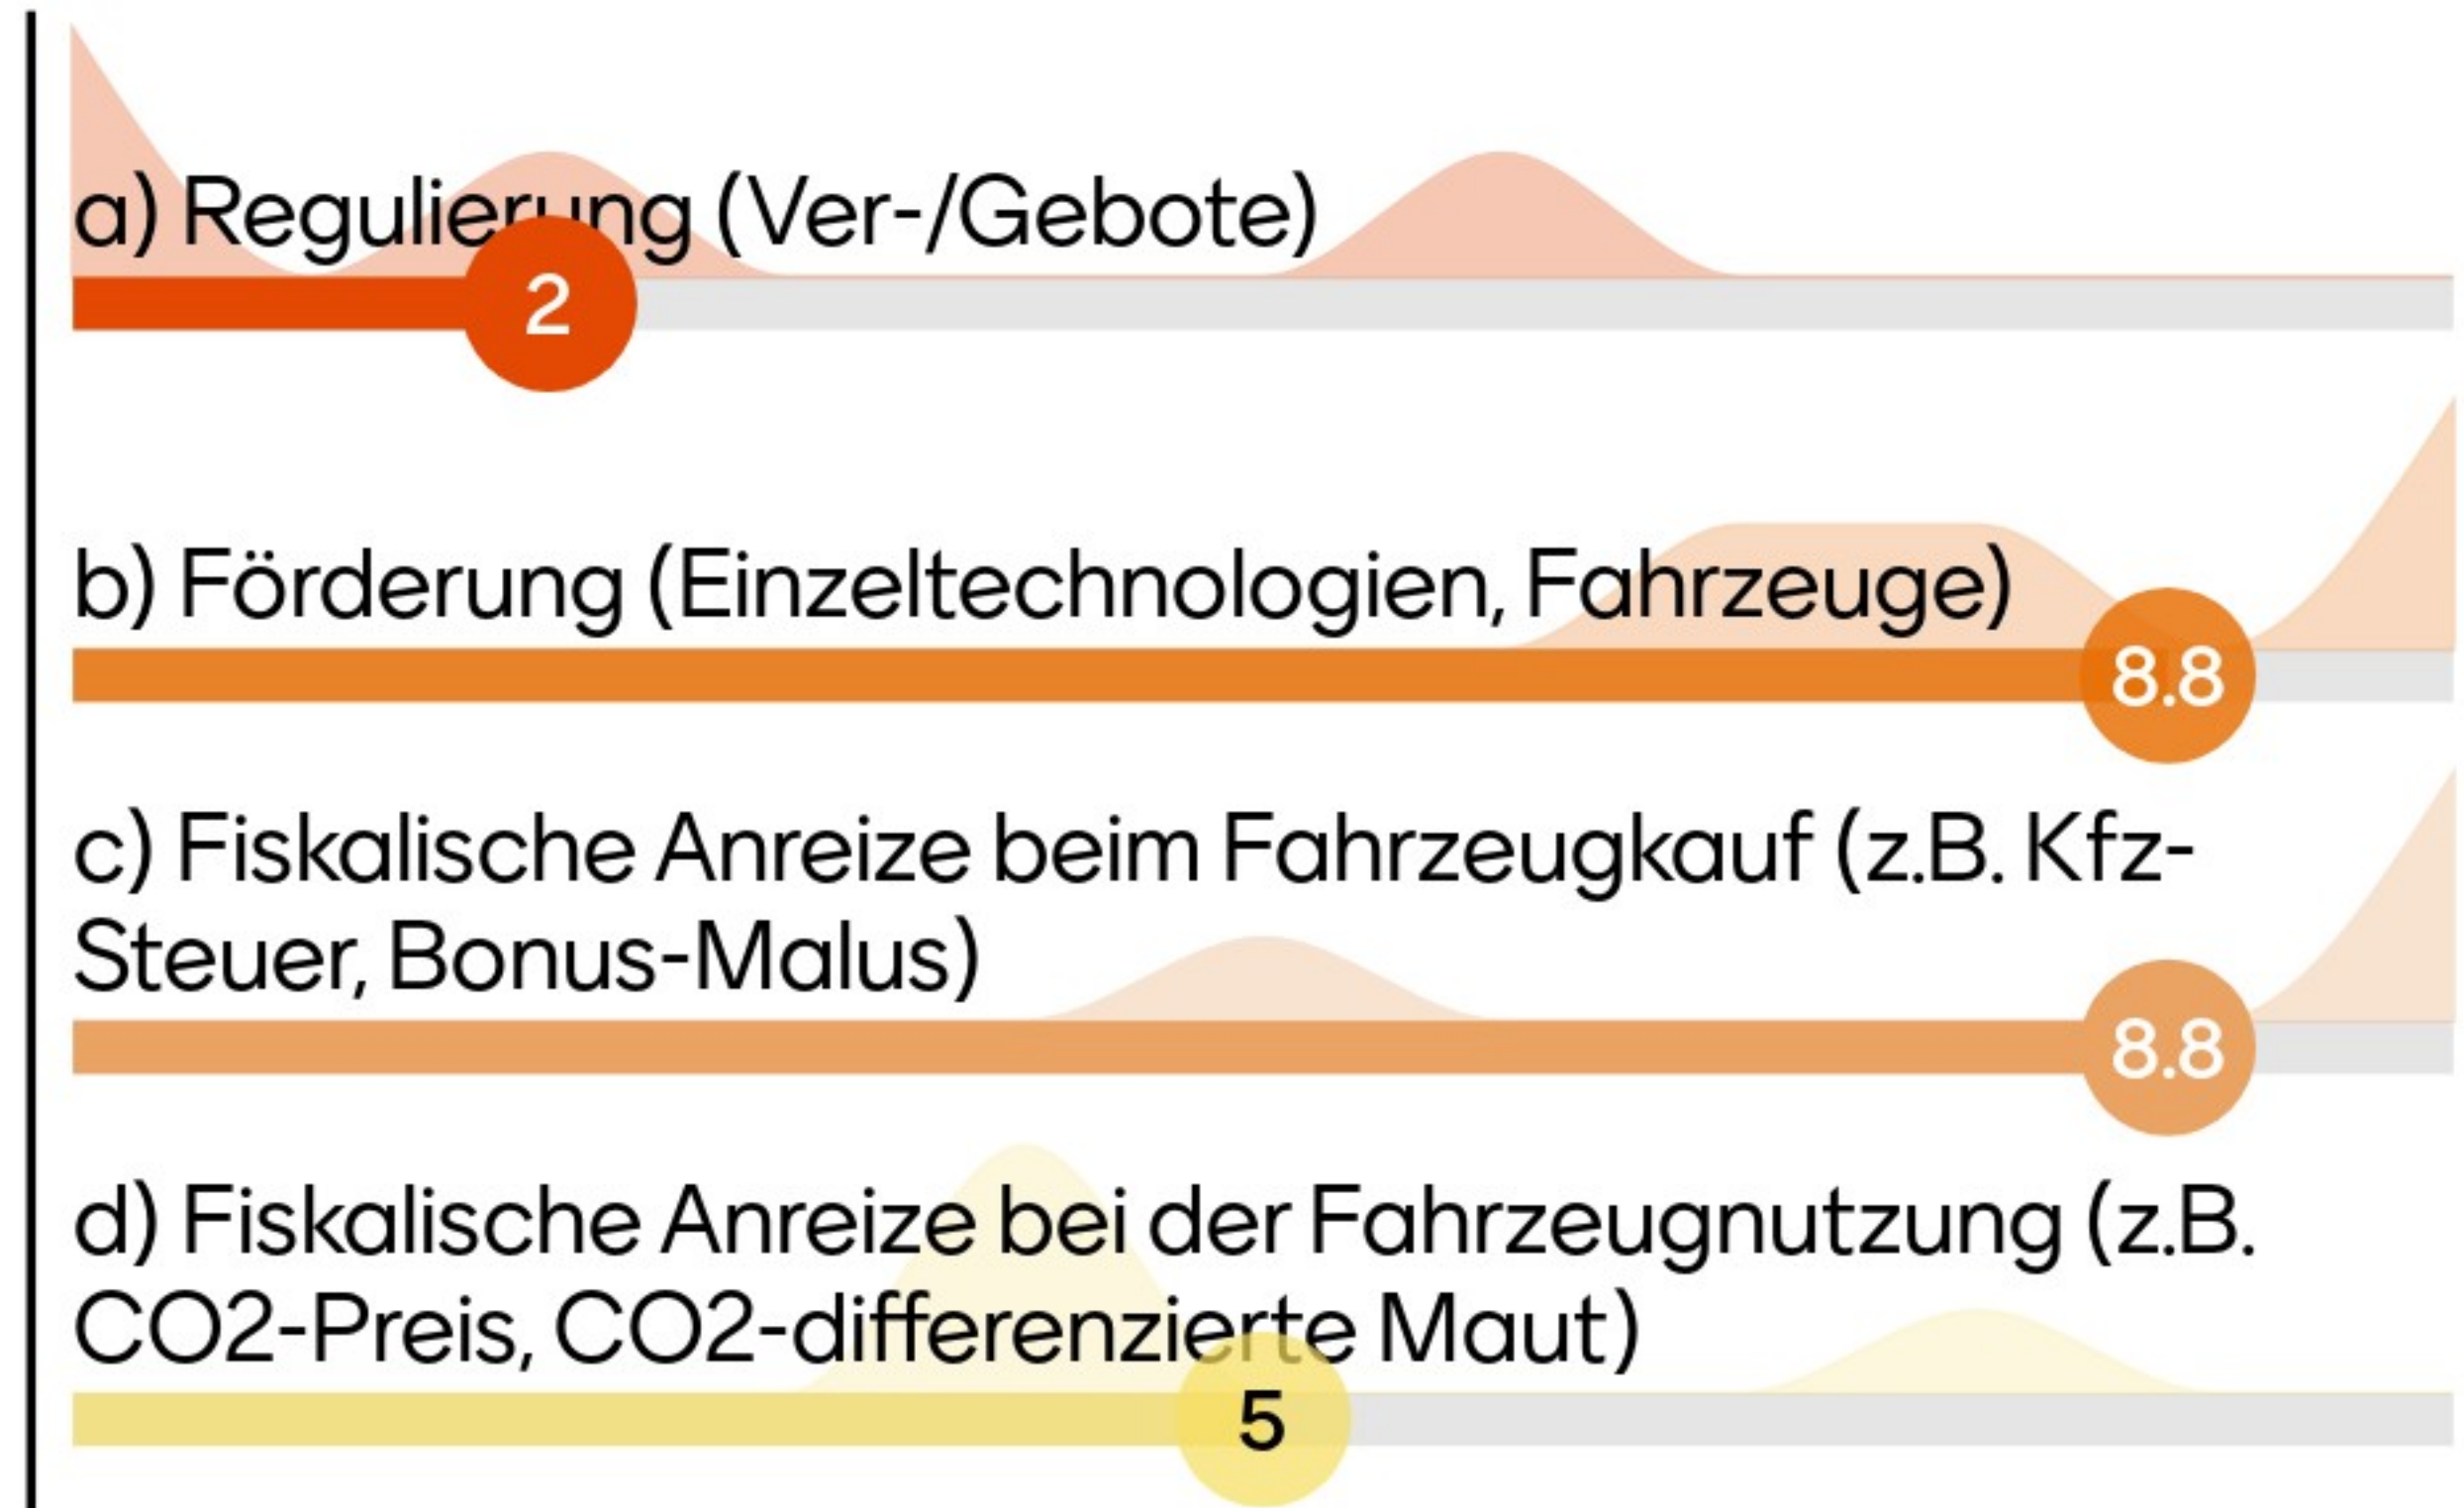 a) Regulierung (Ver-/Gebote)
2
b) Förderung (Einzeltechnologien, Fahrzeuge)
8.8
c) Fiskalische Anreize beim Fahrzeugkauf (z.B. Kfz-
Steuer, Bonus-Malus)
8.8
d) Fiskalische Anreize bei der Fahrzeugnutzung (z.B.
CO2-Preis, CO2-differenzierte Maut)
5